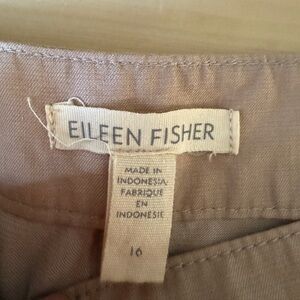 EILEEN FISHER
MADE IN
INDONESIA
FABRIQUE
EN
INDONESIE
16